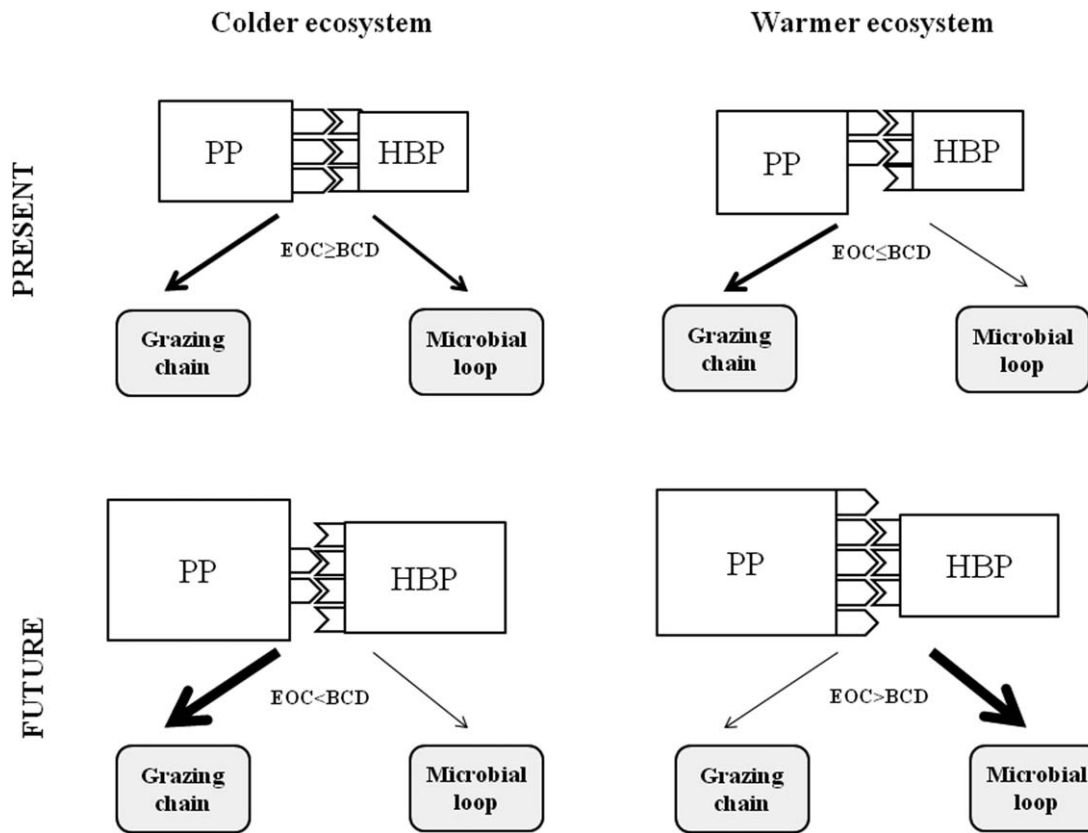 Colder ecosystem
Warmer ecosystem
PRESENT
PP
HBP
EOC≥BCD
Grazing
chain
Microbial
loop
PP
HBP
EOC≤BCD
Grazing
chain
Microbial
loop
FUTURE
PP
HBP
EOC<BCD
Grazing
chain
Microbial
loop
PP
HBP
EOC>BCD
Grazing
chain
Microbial
loop